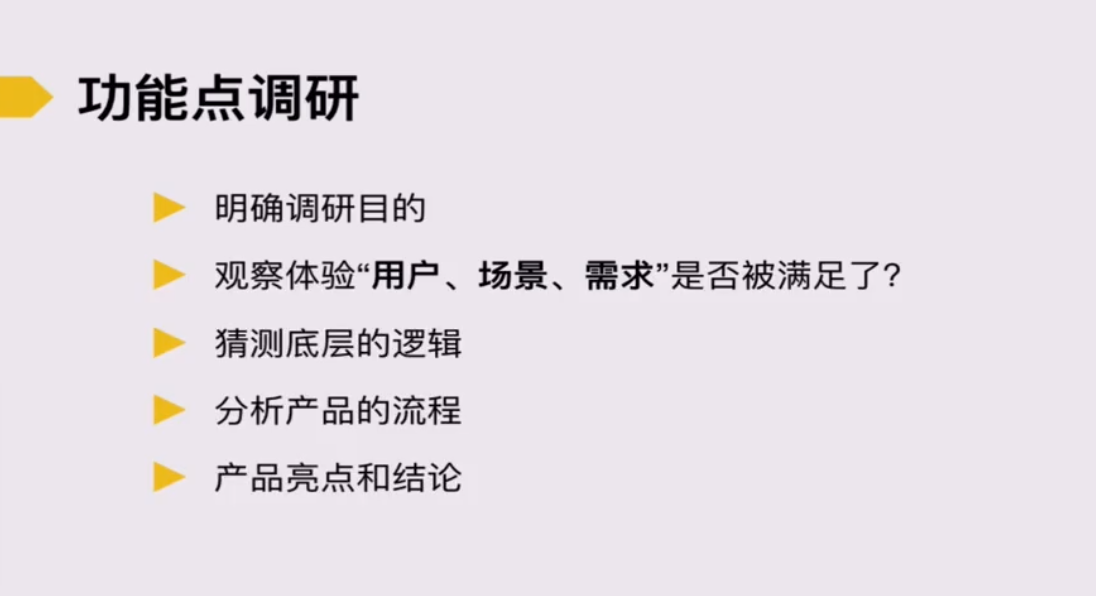 功能点调研
明确调研目的
观察体验“用户、场景、需求”是否被满足了?
猜测底层的逻辑
分析产品的流程
产品亮点和结论